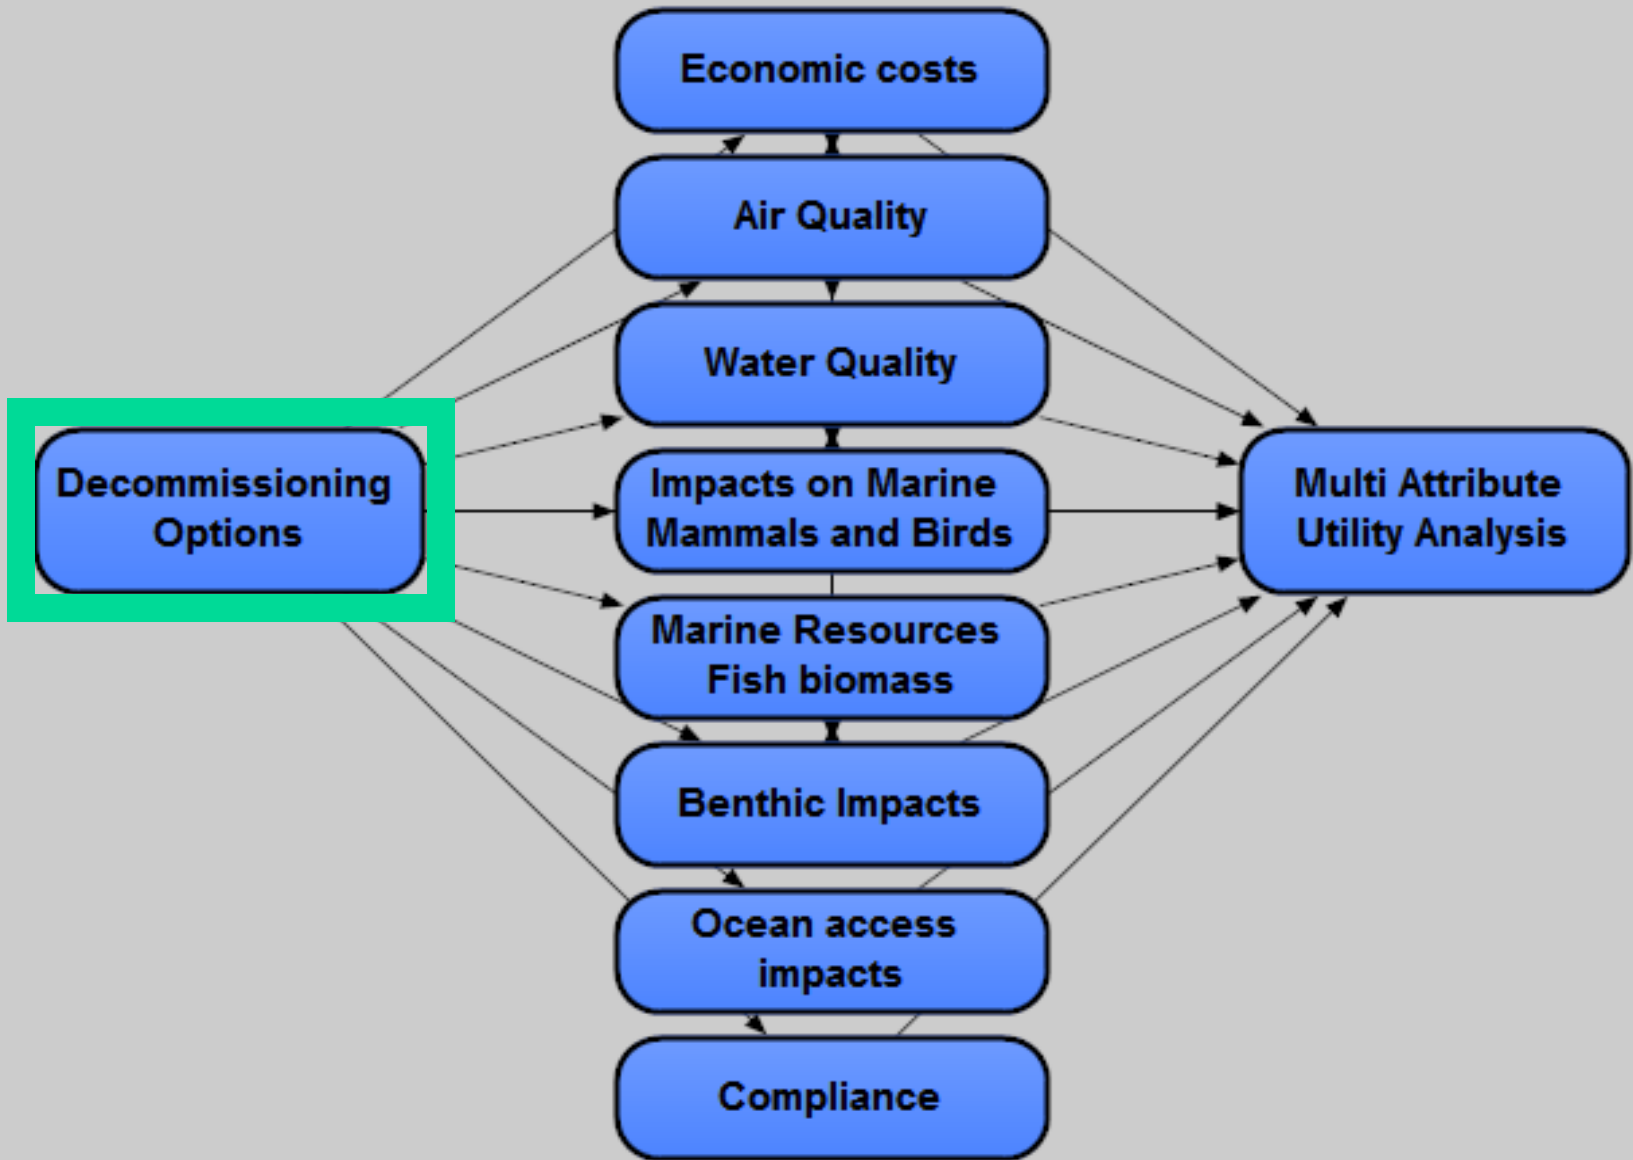 Economic costs
Air Quality
Water Quality
Decommissioning
Options
Impacts on Marine
Mammals and Birds
Multi Attribute
Utility Analysis
Marine Resources
Fish biomass
Benthic Impacts
Ocean access
impacts
Compliance